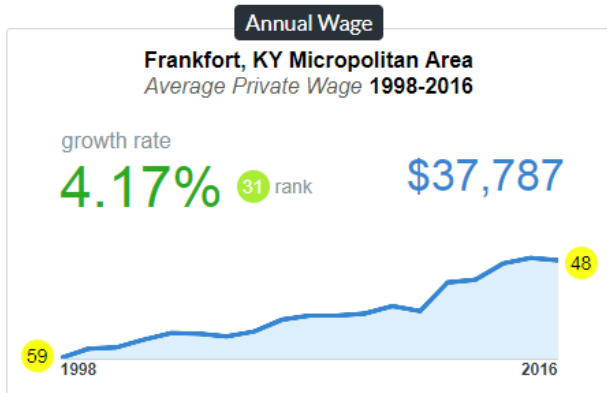 Annual Wage
Frankfort, KY Micropolitan Area
Average Private Wage 1998-2016
growth rate
4.17% 31 rank $37,787
48
59
1998 2016